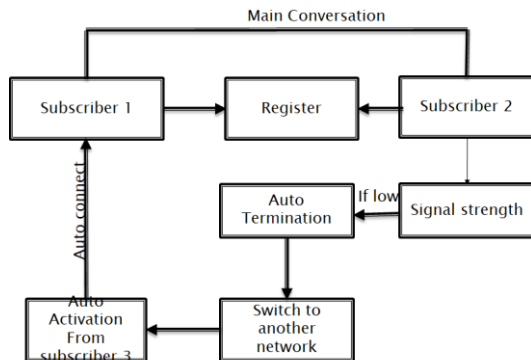 Main Conversation
Subscriber 1
Register
Subscriber 2
Auto connect
Auto
Termination
If low
Signal strength
Auto
Activation
From
subscriber 3
Switch to
another
network